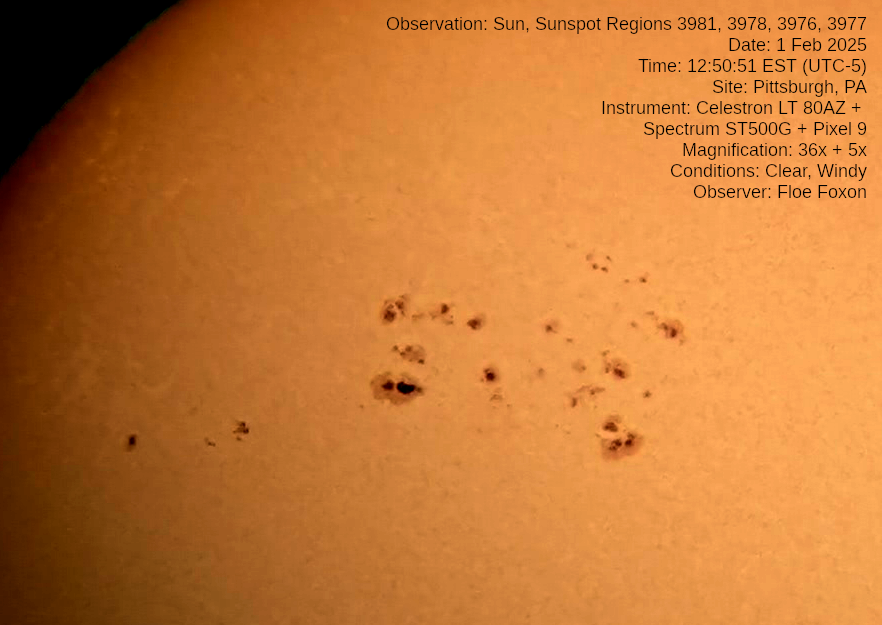 Observation: Sun, Sunspot Regions 3981, 3978, 3976, 3977
Date: 1 Feb 2025
Time: 12:50:51 EST (UTC-5)
Site: Pittsburgh, PA
Instrument: Celestron LT 80AZ +
Spectrum ST500G + Pixel 9
Magnification: 36x + 5x
Conditions: Clear, Windy
Observer: Floe Foxon